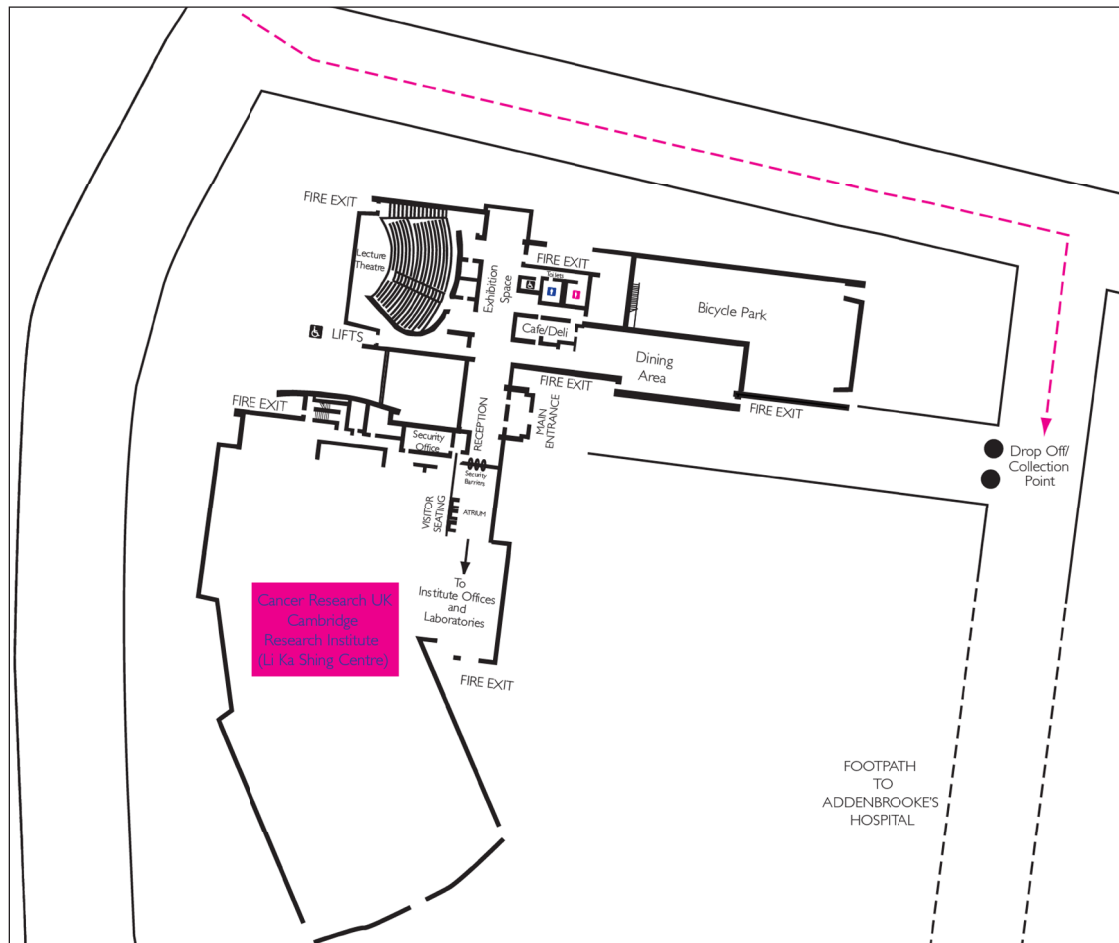 FIRE EXIT
Lecture
Theatre
Exhibition
Space
FIRE EXIT
Toilets
Bicycle Park
Cafe/Deli
LIFTS
Dining
Area
FIRE EXIT
FIRE EXIT
FIRE EXIT
RECEPTION
MAIN
ENTRANCE
Security
Office
Security
Barriers
VISITOR
SEATING
ATRIUM
Drop Off/
Collection
Point
To
Institute Offices
and
Laboratories
Cancer Research UK
Cambridge
Research Institute
(Li Ka Shing Centre)
FIRE EXIT
FOOTPATH
TO
ADDENBROOKE'S
HOSPITAL